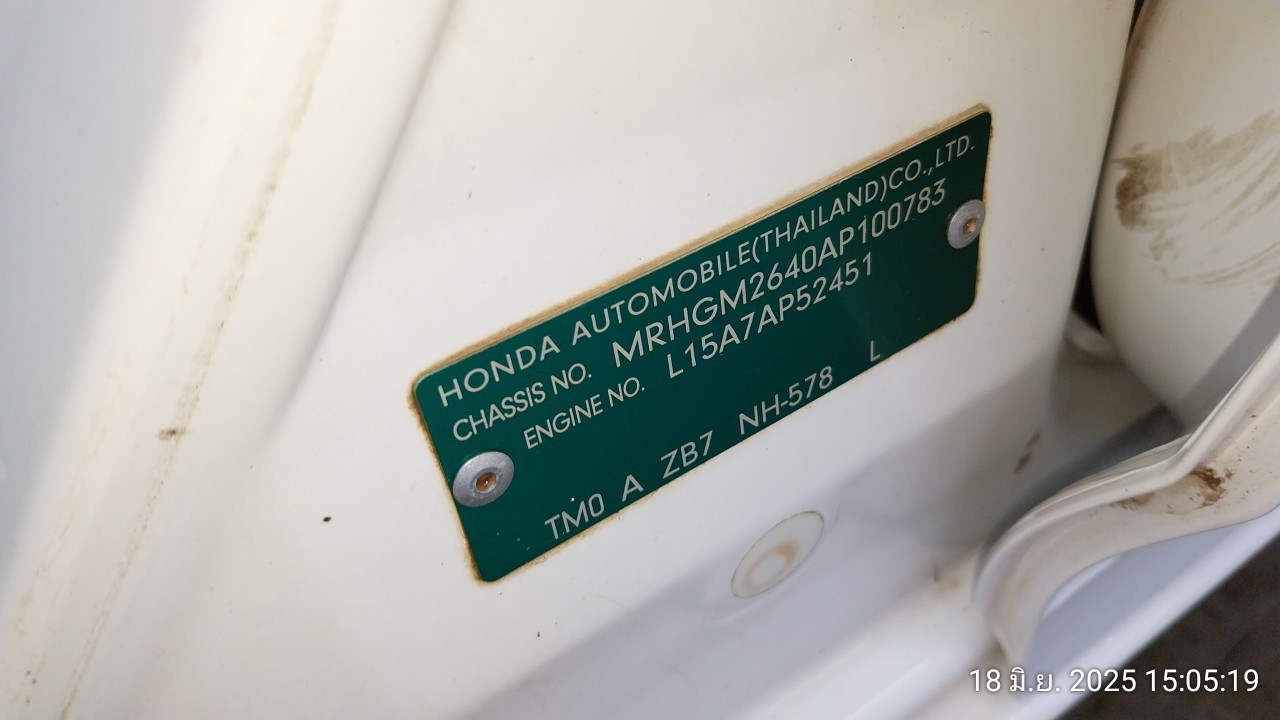 HONDA AUTOMOBILE(THAILAND)CO.,LTD.
CHASSIS NO. MRHGM2640AP100783
ENGINE NO. L15A7AP52451
TM0 A ZB7 NH-578 L
18 มิ.ย. 2025 15:05:19